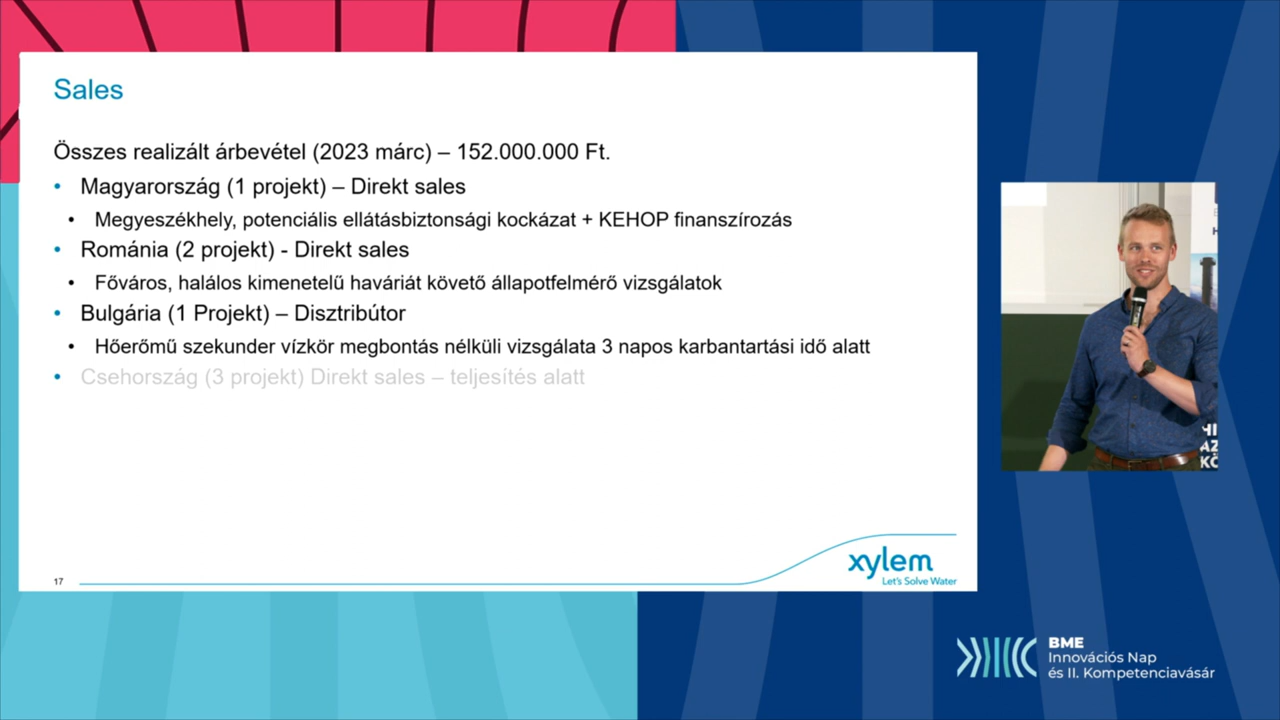 Sales
Összes realizált árbevétel (2023 márc) – 152.000.000 Ft.
• Magyarország (1 projekt) – Direkt sales
• Megyeszékhely, potenciális ellátásbiztonsági kockázat + KEHOP finanszírozás
• Románia (2 projekt) - Direkt sales
• Főváros, halálos kimenetelű haváriát követő állapotfelmérő vizsgálatok
• Bulgária (1 Projekt) – Disztribútor
• Hőerőmű szekunder vízkör megbontás nélküli vizsgálata 3 napos karbantartási idő alatt
• Csehország (3 projekt) Direkt sales – teljesítés alatt
17
xylem
Let's Solve Water
BME
Innovációs Nap
és II. Kompetenciavásár